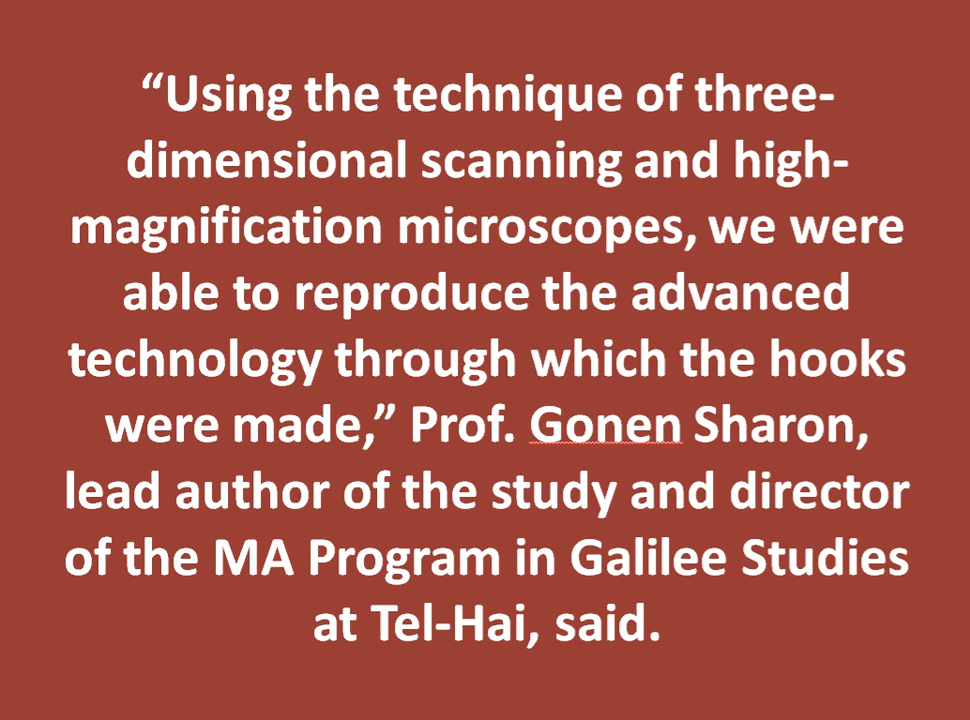 “Using the technique of three-
dimensional scanning and high-
magnification microscopes, we were
able to reproduce the advanced
technology through which the hooks
were made,” Prof. Gonen Sharon,
lead author of the study and director
of the MA Program in Galilee Studies
at Tel-Hai, said.